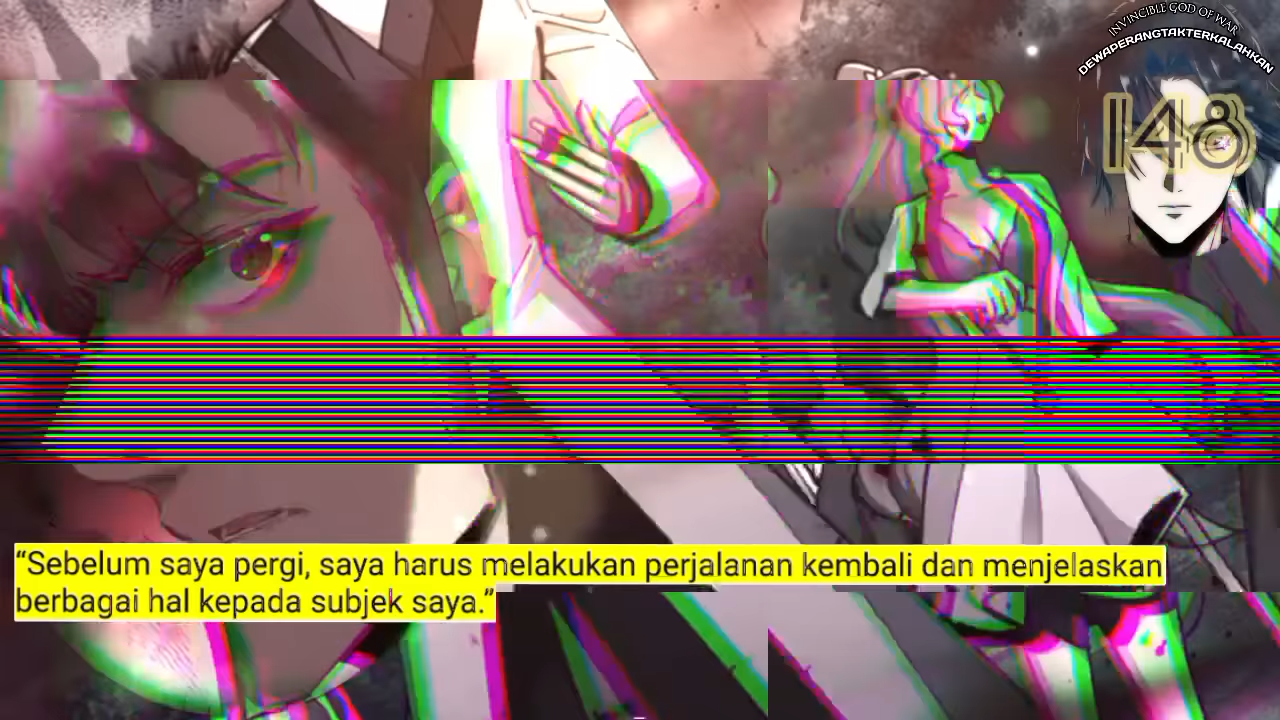 INVINCIBLE GOD OF WAR
DEWAPERANGTAKTERKALAHKAN
148
“Sebelum saya pergi, saya harus melakukan perjalanan kembali dan menjelaskan
berbagai hal kepada subjek saya.”